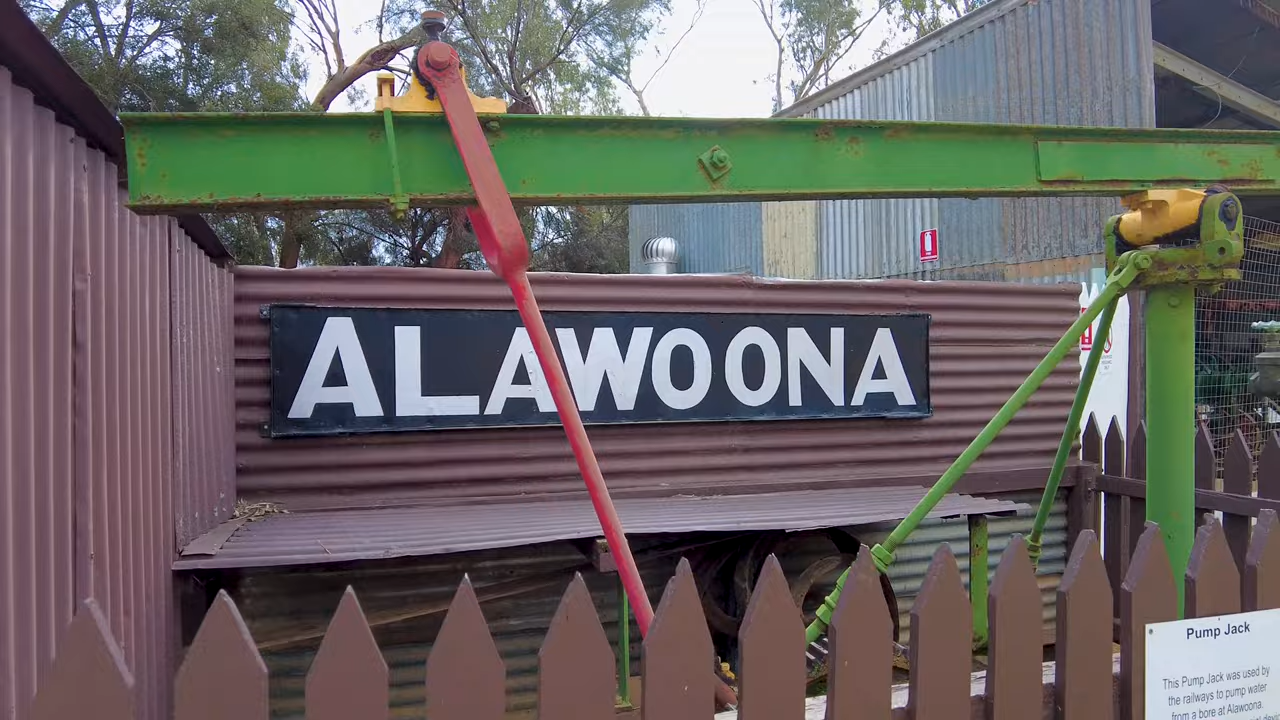 ALAWOONA
Pump Jack
This Pump Jack was used by
the railways to pump water
from a bore at Alawoona.